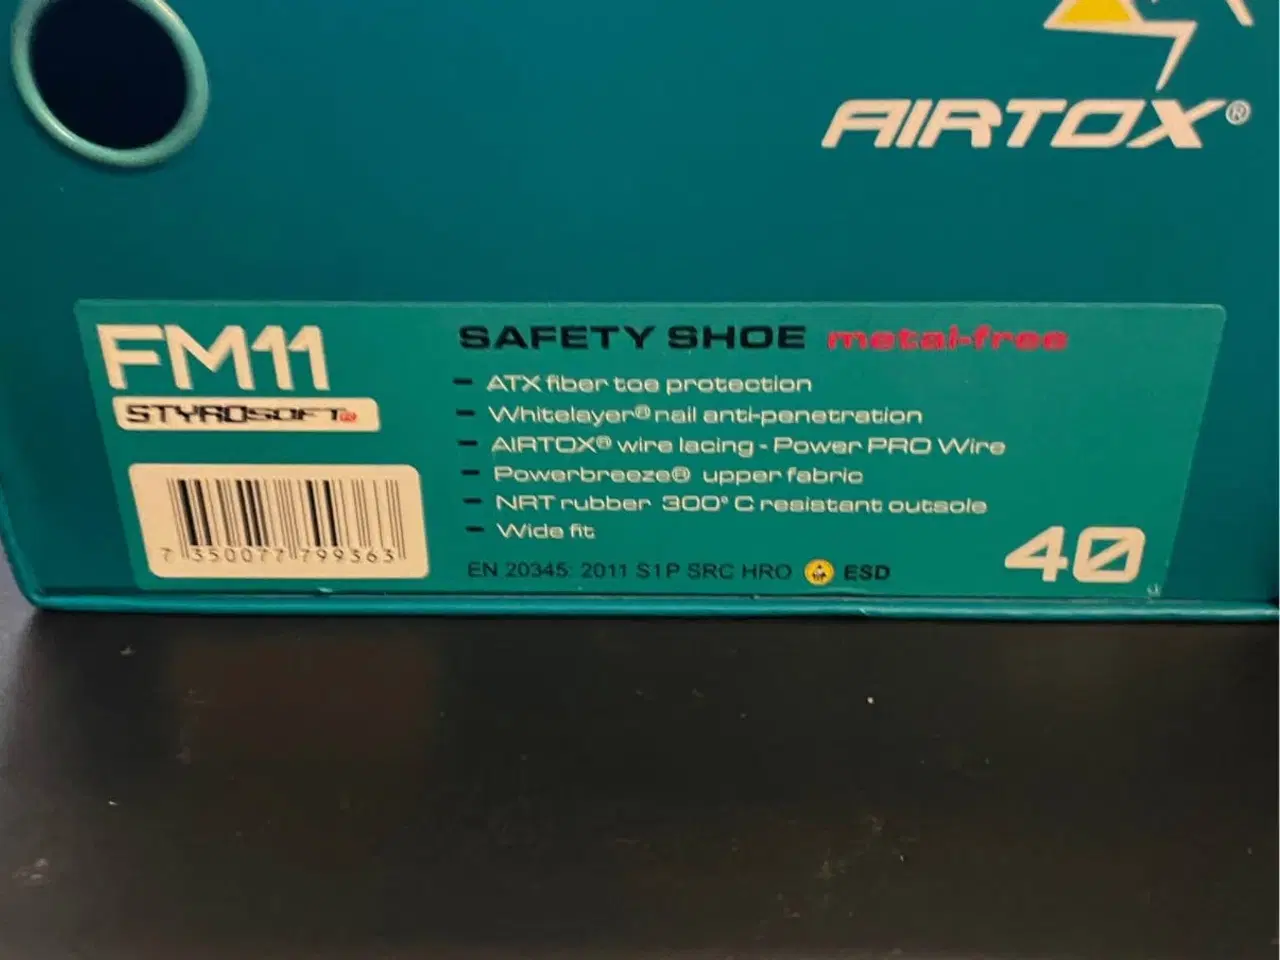 AIRTOX®
FM11
STYROSOFT
7 350077 799363
SAFETY SHOE metal-free
- ATX fiber toe protection
- Whitelayer® nail anti-penetration
- AIRTOX® wire lacing - Power PRO Wire
- Powerbreeze® upper fabric
- NRT rubber 300° C resistant outsole
- Wide fit
EN 20345: 2011 S1P SRC HRO ESD
40